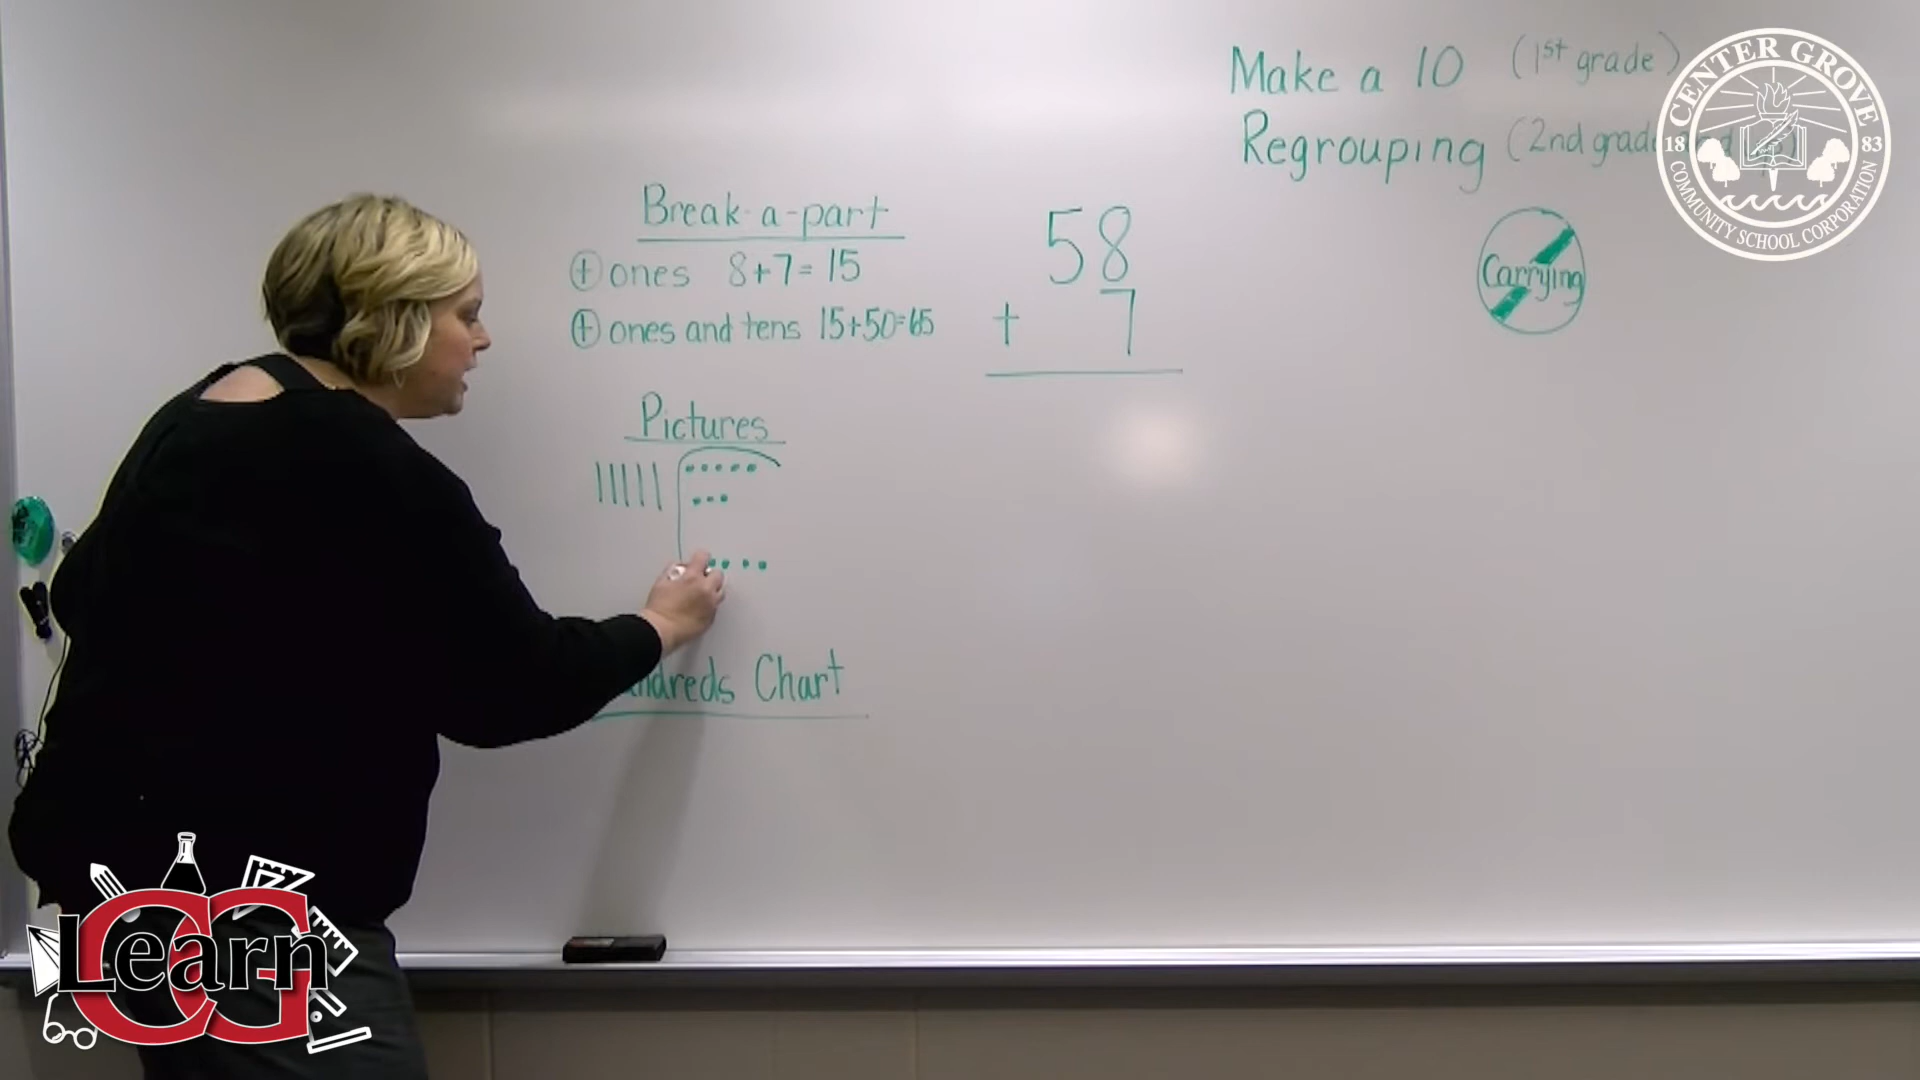 Make a 10 (1st grade)
Regrouping (2nd grade
Carrying
Break-a-part
+ ones 8+7=15
+ ones and tens 15+50=65
58
+ 7
Pictures
Chart
CENTER GROVE
18 83
COMMUNITY SCHOOL CORPORATION
CG
Learn